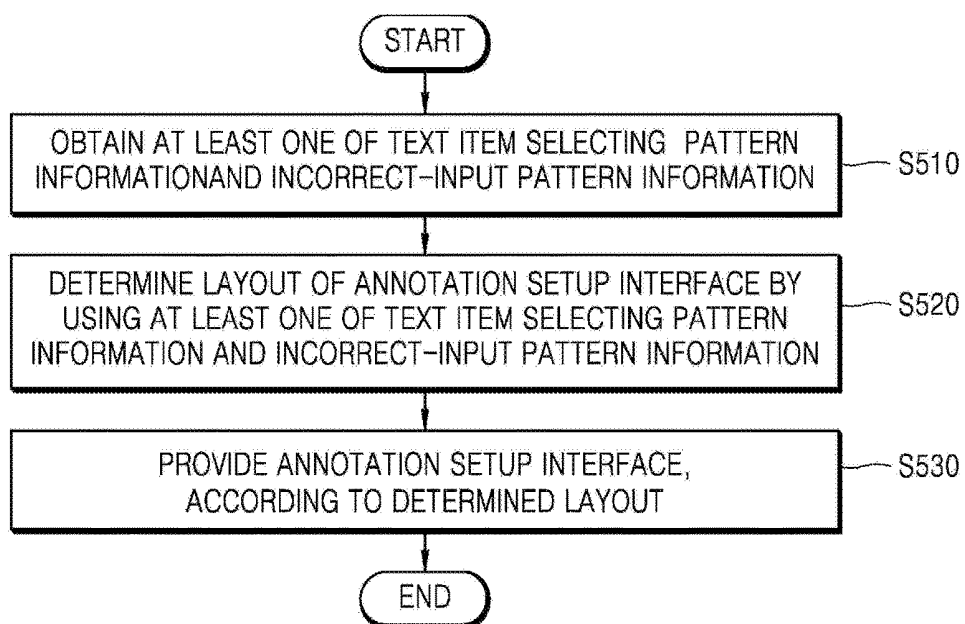 START
OBTAIN AT LEAST ONE OF TEXT ITEM SELECTING PATTERN
INFORMATIONAND INCORRECT-INPUT PATTERN INFORMATION
S510
DETERMINE LAYOUT OF ANNOTATION SETUP INTERFACE BY
USING AT LEAST ONE OF TEXT ITEM SELECTING PATTERN
INFORMATION AND INCORRECT-INPUT PATTERN INFORMATION
S520
PROVIDE ANNOTATION SETUP INTERFACE,
ACCORDING TO DETERMINED LAYOUT
S530
END